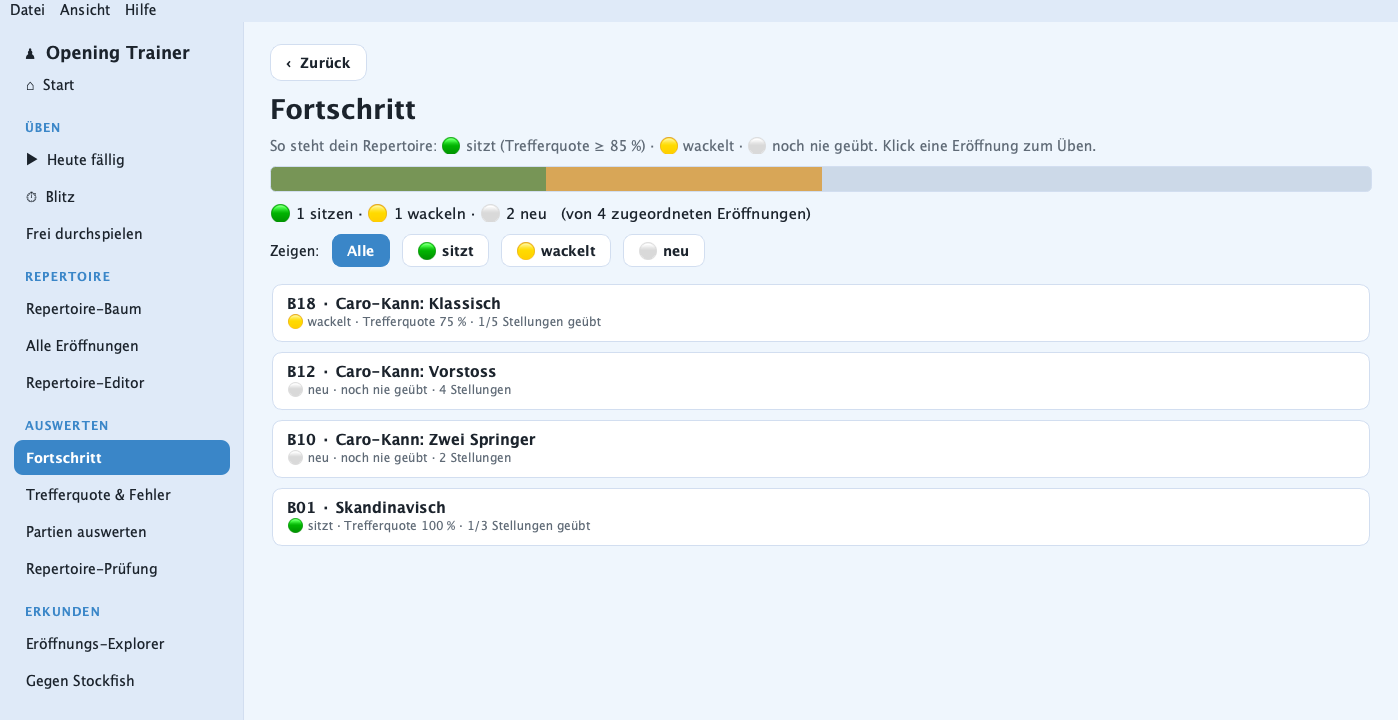 Datei Ansicht Hilfe
♟ Opening Trainer
⌂ Start
ÜBEN
▶ Heute fällig
⏱ Blitz
Frei durchspielen
REPERTOIRE
Repertoire-Baum
Alle Eröffnungen
Repertoire-Editor
AUSWERTEN
Fortschritt
Trefferquote & Fehler
Partien auswerten
Repertoire-Prüfung
ERKUNDEN
Eröffnungs-Explorer
Gegen Stockfish
‹ Zurück
Fortschritt
So steht dein Repertoire: 🟢 sitzt (Trefferquote ≥ 85 %) · 🟡 wackelt · ⚪ noch nie geübt. Klick eine Eröffnung zum Üben.
🟢 1 sitzen · 🟡 1 wackeln · ⚪ 2 neu (von 4 zugeordneten Eröffnungen)
Zeigen: Alle 🟢 sitzt 🟡 wackelt ⚪ neu
B18 · Caro-Kann: Klassisch
🟡 wackelt · Trefferquote 75 % · 1/5 Stellungen geübt
B12 · Caro-Kann: Vorstoss
⚪ neu · noch nie geübt · 4 Stellungen
B10 · Caro-Kann: Zwei Springer
⚪ neu · noch nie geübt · 2 Stellungen
B01 · Skandinavisch
🟢 sitzt · Trefferquote 100 % · 1/3 Stellungen geübt